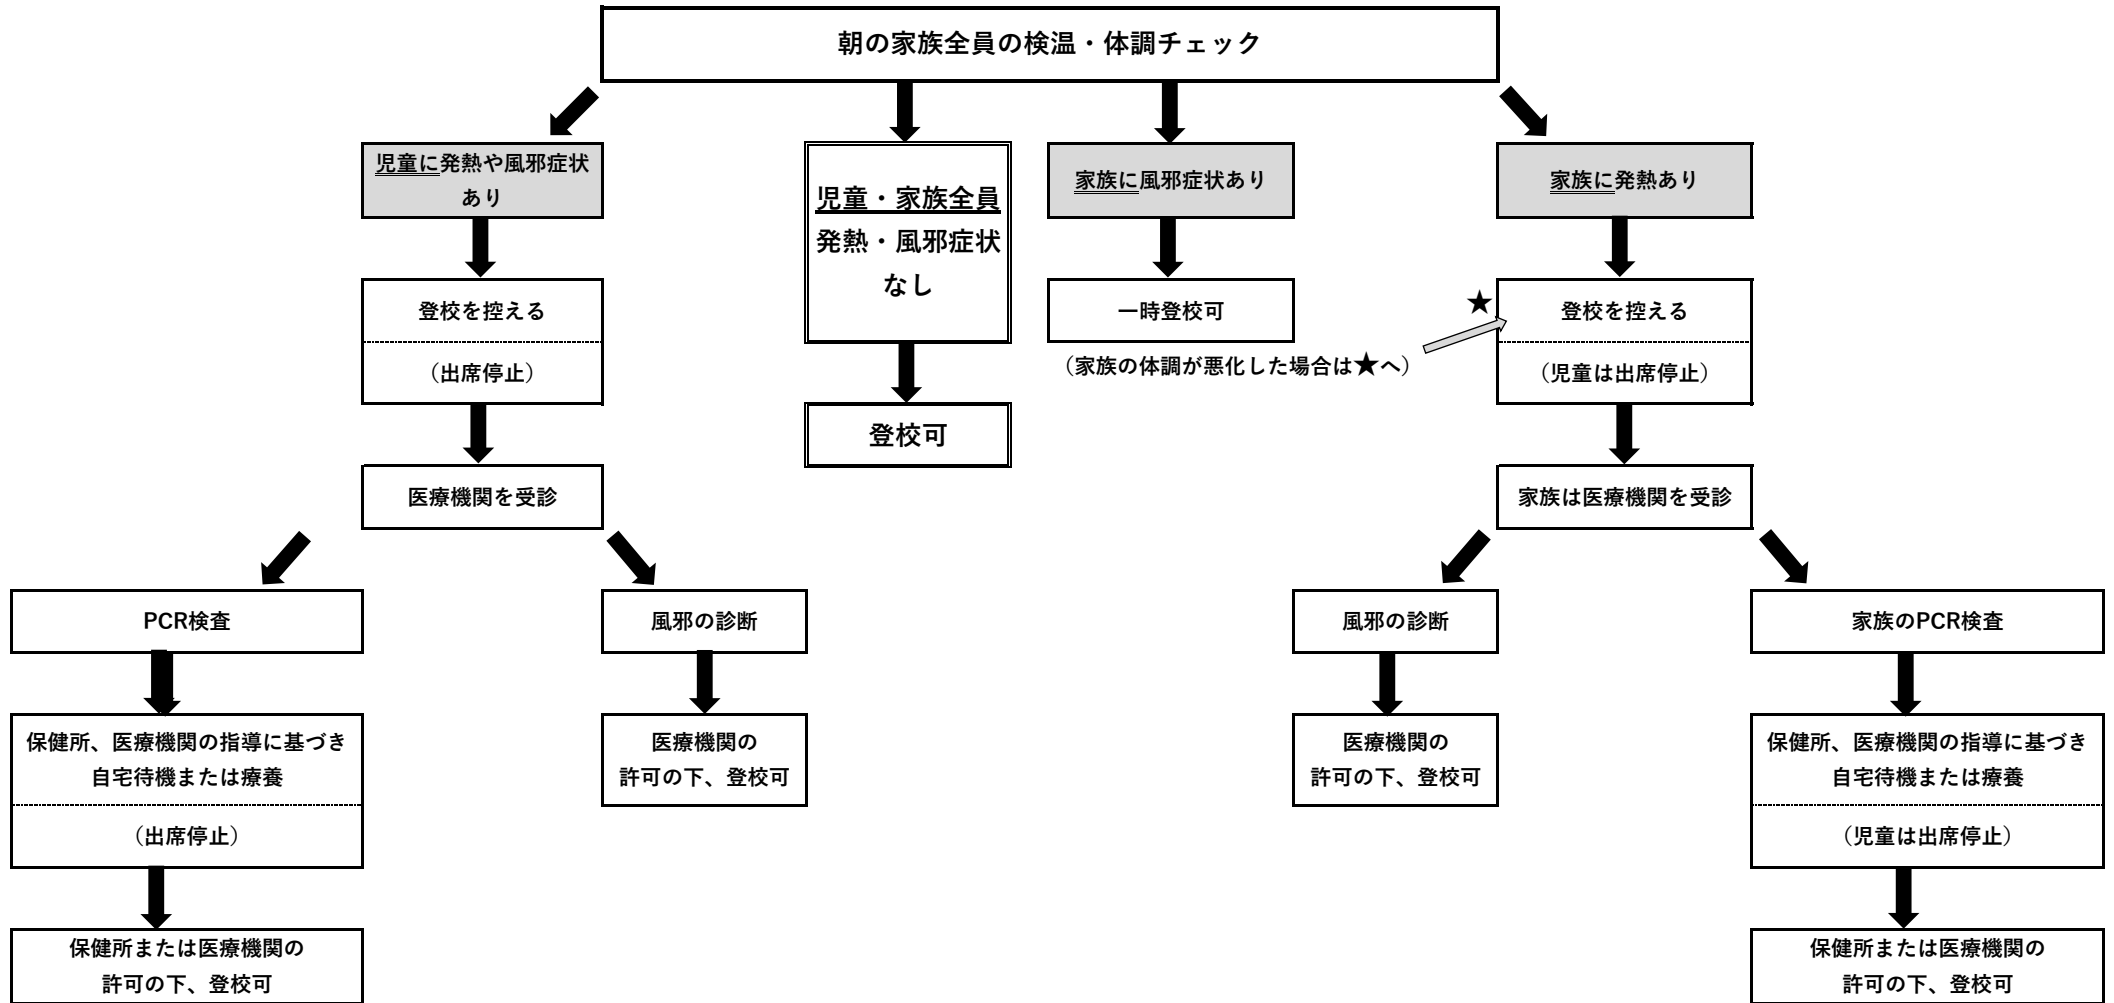 朝の家族全員の検温・体調チェック
児童に発熱や風邪症状
あり
児童・家族全員
発熱・風邪症状
なし
家族に風邪症状あり
家族に発熱あり
登校を控える
（出席停止）
一時登校可
（家族の体調が悪化した場合は★へ）
★
登校を控える
（児童は出席停止）
登校可
医療機関を受診
家族は医療機関を受診
PCR検査
風邪の診断
風邪の診断
家族のPCR検査
保健所、医療機関の指導に基づき
自宅待機または療養
（出席停止）
医療機関の
許可の下、登校可
医療機関の
許可の下、登校可
保健所、医療機関の指導に基づき
自宅待機または療養
（児童は出席停止）
保健所または医療機関の
許可の下、登校可
保健所または医療機関の
許可の下、登校可